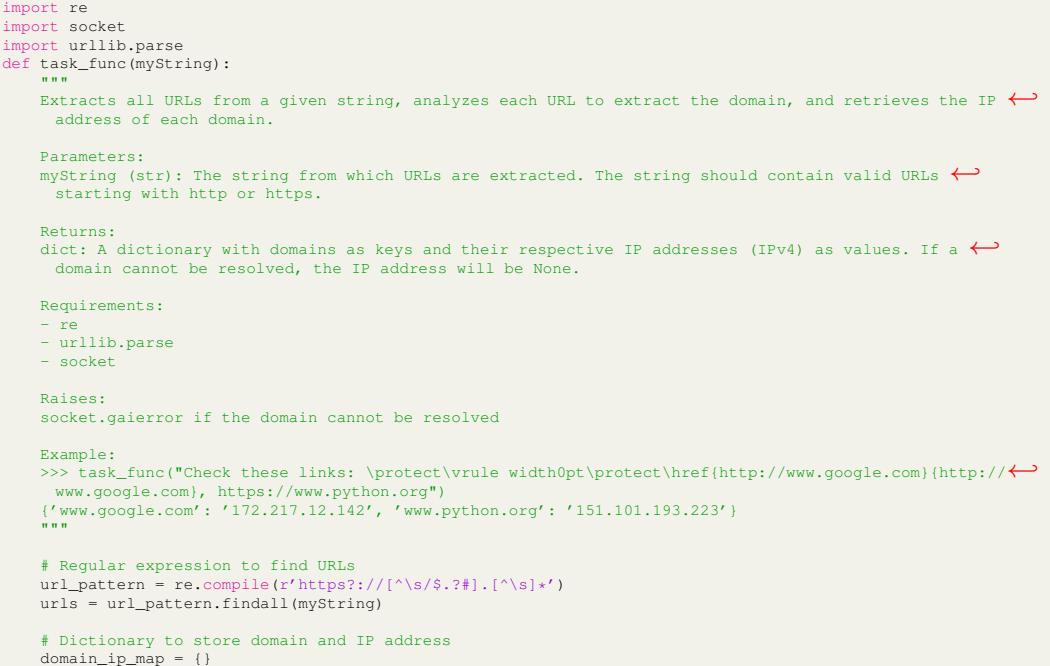 import re
import socket
import urllib.parse
def task_func(myString):
    """
    Extracts all URLs from a given string, analyzes each URL to extract the domain, and retrieves the IP ↩
      address of each domain.

    Parameters:
    myString (str): The string from which URLs are extracted. The string should contain valid URLs ↩
      starting with http or https.

    Returns:
    dict: A dictionary with domains as keys and their respective IP addresses (IPv4) as values. If a ↩
      domain cannot be resolved, the IP address will be None.

    Requirements:
    - re
    - urllib.parse
    - socket

    Raises:
    socket.gaierror if the domain cannot be resolved

    Example:
    >>> task_func("Check these links: \protect\vrule width0pt\protect\href{http://www.google.com}{http://↩
      www.google.com}, https://www.python.org")
    {'www.google.com': '172.217.12.142', 'www.python.org': '151.101.193.223'}
    """

    # Regular expression to find URLs
    url_pattern = re.compile(r'https?://[^\s/$.?#].[^\s]*')
    urls = url_pattern.findall(myString)

    # Dictionary to store domain and IP address
    domain_ip_map = {}